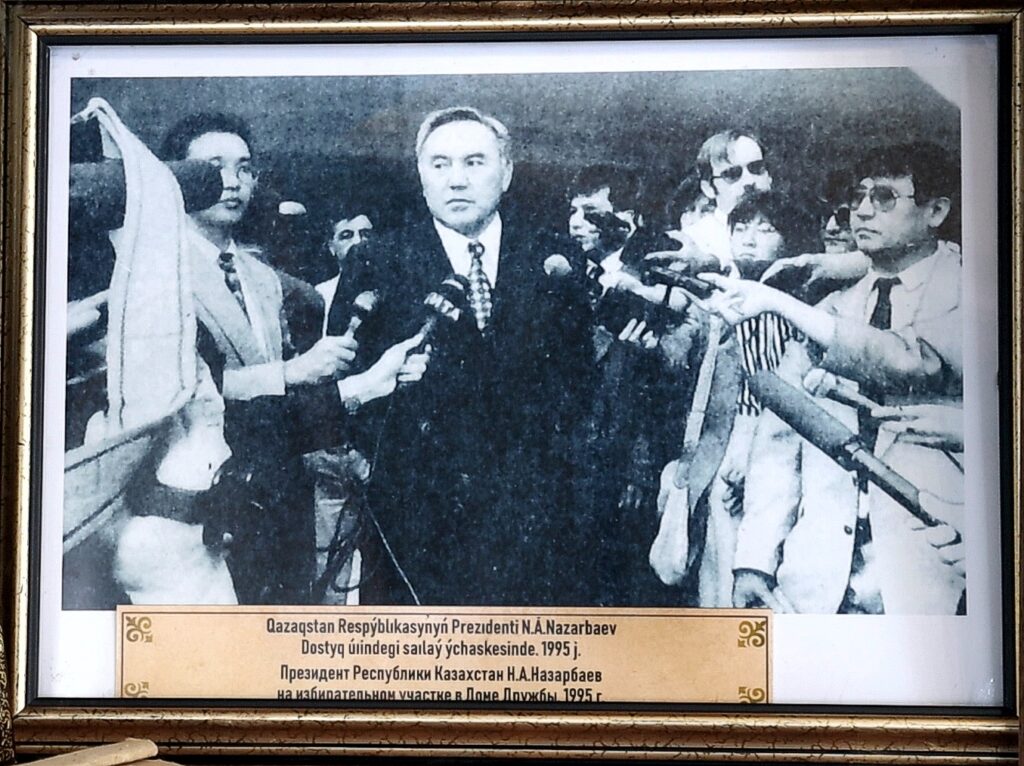 Qazaqstan Respýblıkasynyń Prezıdenti N.Á.Nazarbaev
Dostyq úıindegi saılaý ýchaskesinde. 1995 j.
Президент Республики Казахстан Н.А.Назарбаев
на избирательном участке в Доме Дружбы. 1995 г.